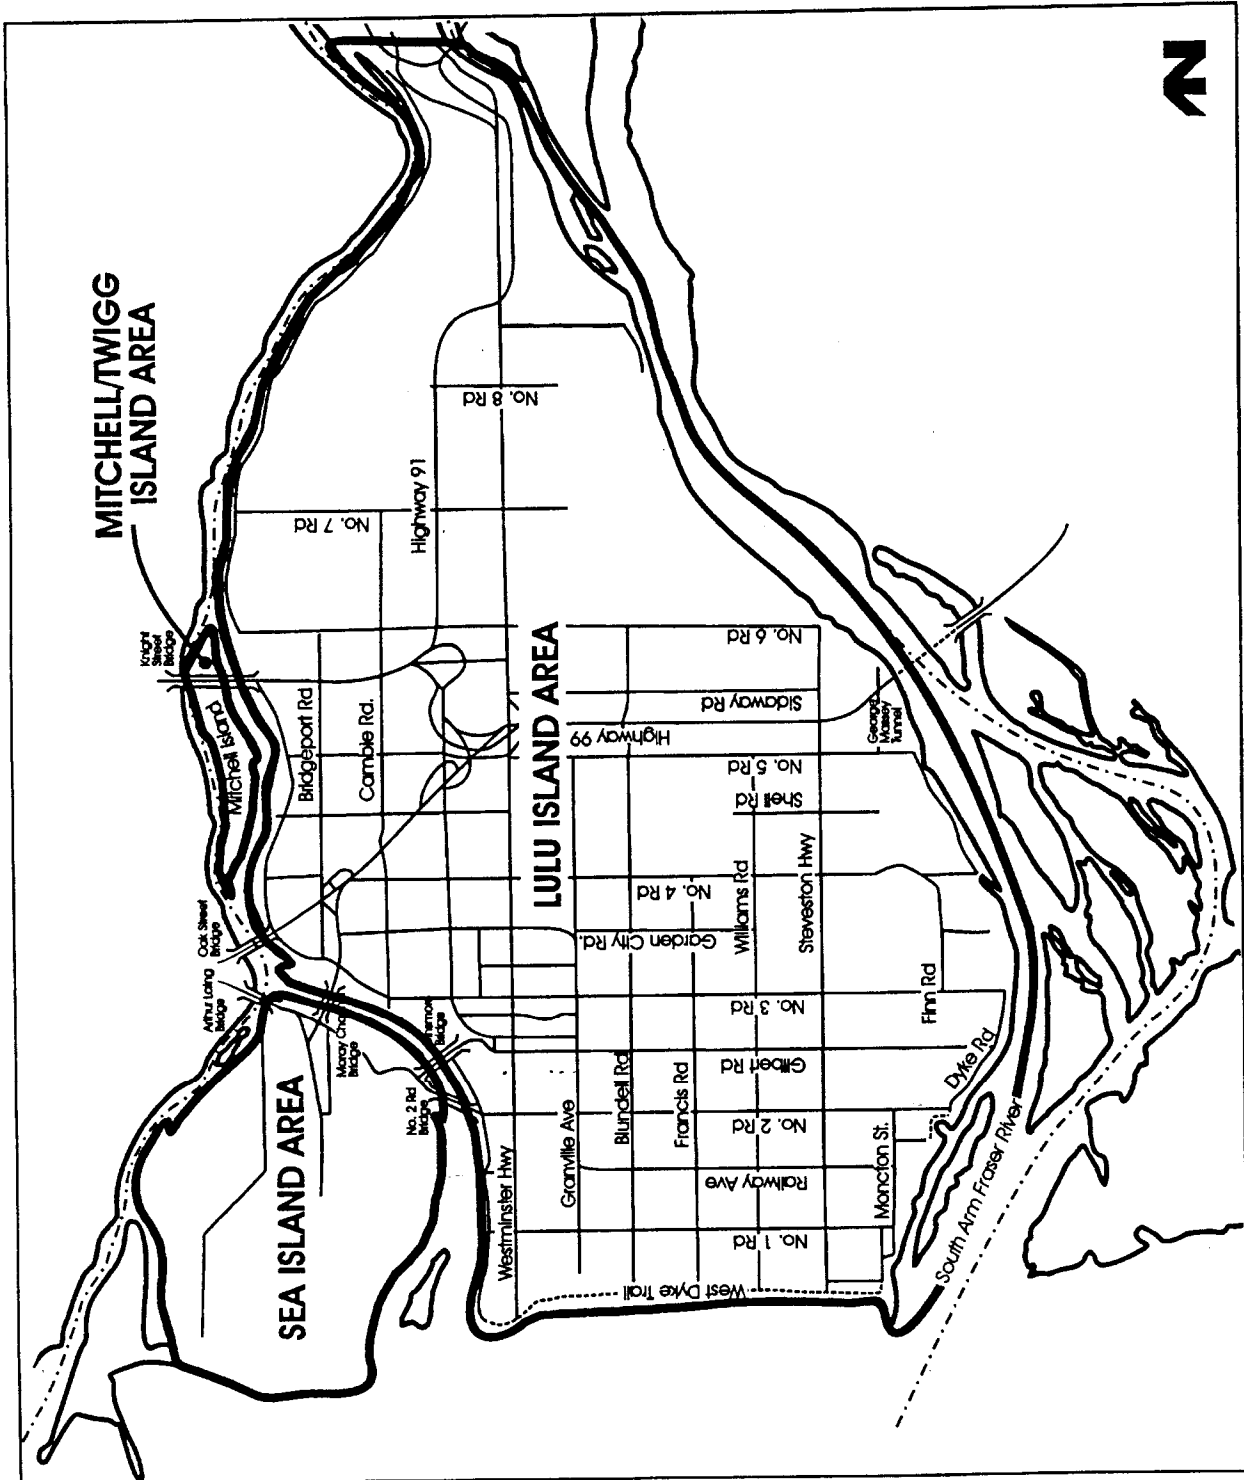 N
MITCHELL/TWIGG
ISLAND AREA
Knight
Street
Bridge
Mitchell Island
Oak Street
Bridge
Arthur Laing
Bridge
Moray
Bridge
Bridge
No. 2 Rd
Bridge
SEA ISLAND AREA
LULU ISLAND AREA
Bridgeport Rd
Cambie Rd.
Highway 91
Westminster Hwy
Granville Ave
Blundell Rd
Francis Rd
Williams Rd
Steveston Hwy
Moncton St.
Finn Rd
Dyke Rd
South Arm Fraser River
George
Massey
Tunnel
West Dyke Trail
No. 1 Rd
Railway Ave
No. 2 Rd
Gilbert Rd
No. 3 Rd
Garden City Rd.
No. 4 Rd
Shell Rd
No. 5 Rd
Highway 99
Sidaway Rd
No. 6 Rd
No. 7 Rd
No. 8 Rd